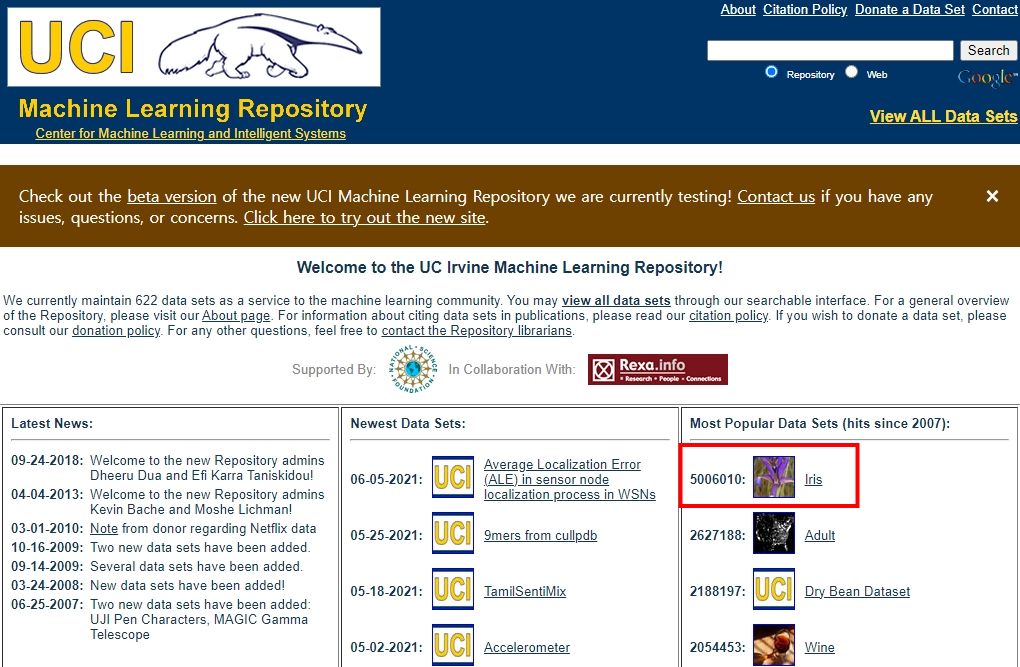 About Citation Policy Donate a Data Set Contact
UCI
Search
Repository Web
Google™
Machine Learning Repository
Center for Machine Learning and Intelligent Systems
View ALL Data Sets
Check out the beta version of the new UCI Machine Learning Repository we are currently testing! Contact us if you have any
issues, questions, or concerns. Click here to try out the new site.
×
Welcome to the UC Irvine Machine Learning Repository!
We currently maintain 622 data sets as a service to the machine learning community. You may view all data sets through our searchable interface. For a general overview
of the Repository, please visit our About page. For information about citing data sets in publications, please read our citation policy. If you wish to donate a data set, please
consult our donation policy. For any other questions, feel free to contact the Repository librarians.
Supported By:
NATIONAL SCIENCE FOUNDATION
In Collaboration With:
Rexa.info
Research • People • Connections
Latest News:
09-24-2018: Welcome to the new Repository admins
Dheeru Dua and Efi Karra Taniskidou!
04-04-2013: Welcome to the new Repository admins
Kevin Bache and Moshe Lichman!
03-01-2010: Note from donor regarding Netflix data
10-16-2009: Two new data sets have been added.
09-14-2009: Several data sets have been added.
03-24-2008: New data sets have been added!
06-25-2007: Two new data sets have been added:
UJI Pen Characters, MAGIC Gamma
Telescope
Newest Data Sets:
06-05-2021: UCI Average Localization Error
(ALE) in sensor node
localization process in WSNs
05-25-2021: UCI 9mers from cullpdb
05-18-2021: UCI TamilSentiMix
05-02-2021: UCI Accelerometer
Most Popular Data Sets (hits since 2007):
5006010: Iris
2627188: Adult
2188197: UCI Dry Bean Dataset
2054453: Wine